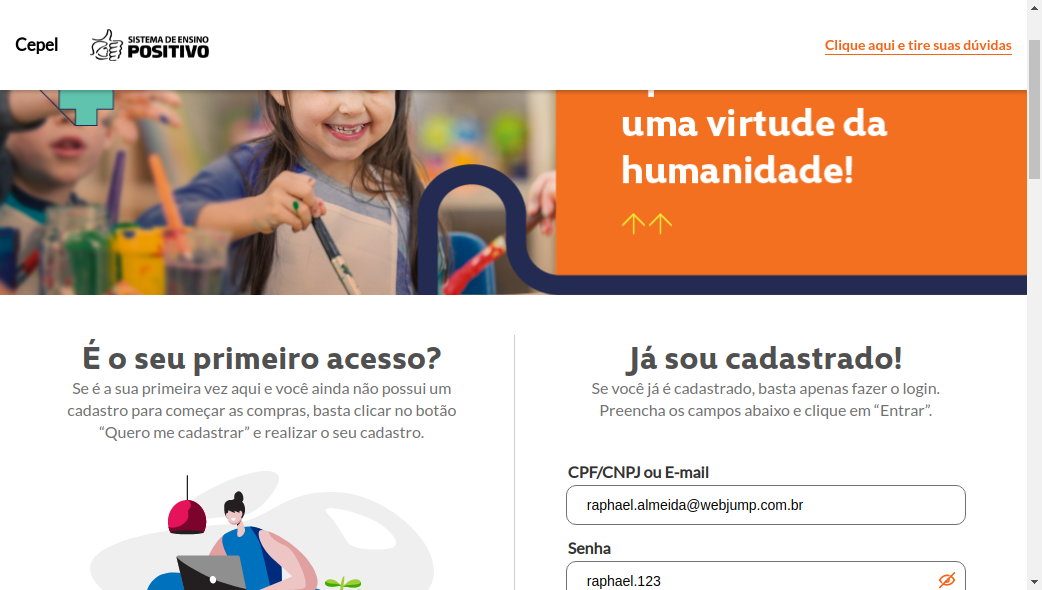 Cepel
SISTEMA DE ENSINO
POSITIVO
Clique aqui e tire suas dúvidas
uma virtude da
humanidade!
É o seu primeiro acesso?
Se é a sua primeira vez aqui e você ainda não possui um
cadastro para começar as compras, basta clicar no botão
“Quero me cadastrar” e realizar o seu cadastro.
Já sou cadastrado!
Se você já é cadastrado, basta apenas fazer o login.
Preencha os campos abaixo e clique em “Entrar”.
CPF/CNPJ ou E-mail
raphael.almeida@webjump.com.br
Senha
raphael.123